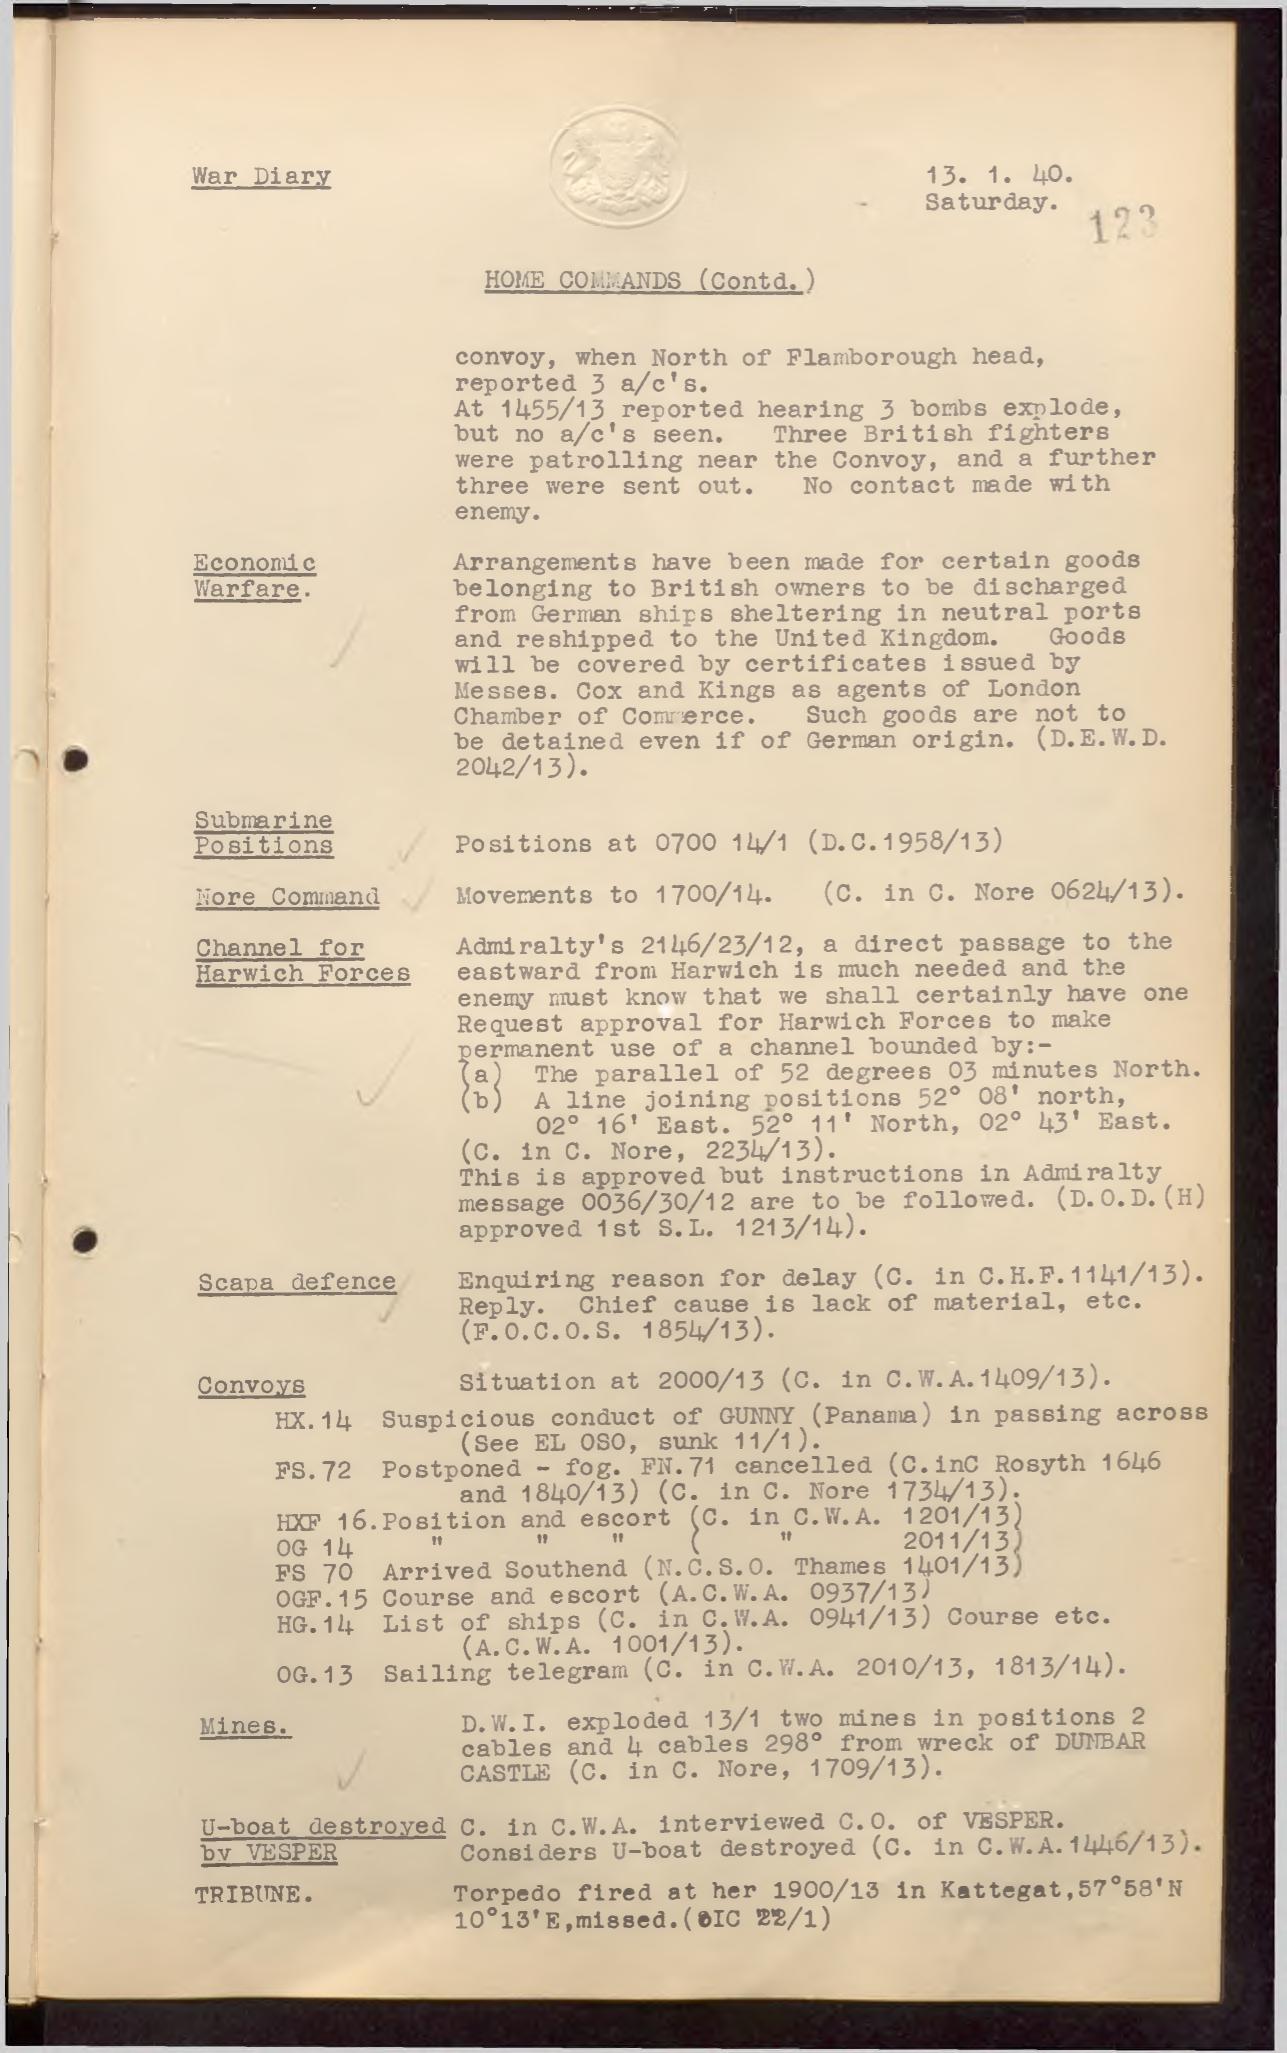 War Diary
13. 1. 40.
Saturday.
123
HOME COMMANDS (Contd.)
convoy, when North of Flamborough head,
reported 3 a/c's.
At 1455/13 reported hearing 3 bombs explode,
but no a/c's seen. Three British fighters
were patrolling near the Convoy, and a further
three were sent out. No contact made with
enemy.
Economic
Warfare.
Arrangements have been made for certain goods
belonging to British owners to be discharged
from German ships sheltering in neutral ports
and reshipped to the United Kingdom. Goods
will be covered by certificates issued by
Messes. Cox and Kings as agents of London
Chamber of Commerce. Such goods are not to
be detained even if of German origin. (D.E.W.D.
2042/13).
Submarine
Positions
Positions at 0700 14/1 (D.C.1958/13)
Nore Command Movements to 1700/14. (C. in C. Nore 0624/13).
Channel for
Harwich Forces
Admiralty's 2146/23/12, a direct passage to the
eastward from Harwich is much needed and the
enemy must know that we shall certainly have one
Request approval for Harwich Forces to make
permanent use of a channel bounded by:-
(a) The parallel of 52 degrees 03 minutes North.
(b) A line joining positions 52° 08' north,
02° 16' East. 52° 11' North, 02° 43' East.
(C. in C. Nore, 2234/13).
This is approved but instructions in Admiralty
message 0036/30/12 are to be followed. (D.O.D.(H)
approved 1st S.L. 1213/14).
Scapa defence Enquiring reason for delay (C. in C.H.F.1141/13).
Reply. Chief cause is lack of material, etc.
(F.O.C.O.S. 1854/13).
Convoys Situation at 2000/13 (C. in C.W.A.1409/13).
HX.14 Suspicious conduct of GUNNY (Panama) in passing across
(See EL OSO, sunk 11/1).
FS.72 Postponed - fog. FN.71 cancelled (C.inC Rosyth 1646
and 1840/13) (C. in C. Nore 1734/13).
HXF 16.Position and escort (C. in C.W.A. 1201/13)
OG 14 " " " ( " 2011/13)
FS 70 Arrived Southend (N.C.S.O. Thames 1401/13)
OGF.15 Course and escort (A.C.W.A. 0937/13)
HG.14 List of ships (C. in C.W.A. 0941/13) Course etc.
(A.C.W.A. 1001/13).
OG.13 Sailing telegram (C. in C.W.A. 2010/13, 1813/14).
Mines. D.W.I. exploded 13/1 two mines in positions 2
cables and 4 cables 298° from wreck of DUNBAR
CASTLE (C. in C. Nore, 1709/13).
U-boat destroyed C. in C.W.A. interviewed C.O. of VESPER.
by VESPER Considers U-boat destroyed (C. in C.W.A.1446/13).
TRIBUNE. Torpedo fired at her 1900/13 in Kattegat,57°58'N
10°13'E,missed.(OIC 22/1)